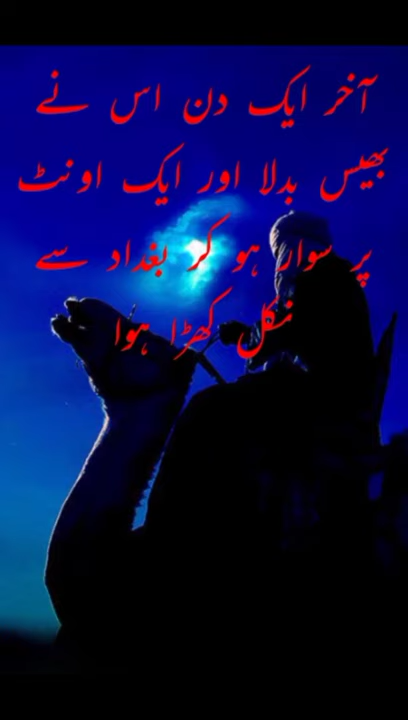 آخر ایک دن اس نے
بھیس بدلا اور ایک اونٹ
پر سوار ہو کر بغداد سے
نکل کھڑا ہوا